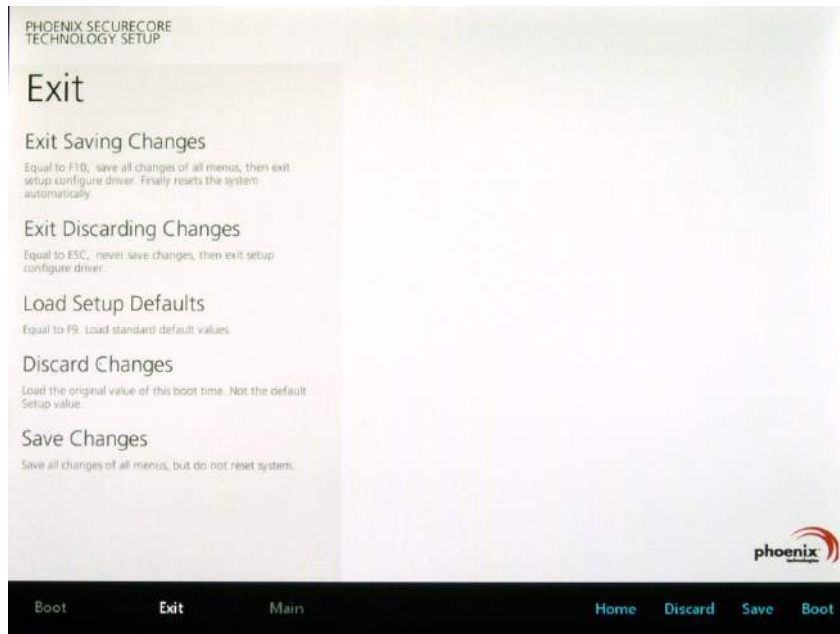 PHOENIX SECURECORE
TECHNOLOGY SETUP
Exit
Exit Saving Changes
Equal to F10, save all changes of all menus, then exit
setup configure driver. Finally resets the system
automatically.
Exit Discarding Changes
Equal to ESC, never save changes, then exit setup
configure driver.
Load Setup Defaults
Equal to F9. Load standard default values.
Discard Changes
Load the original value of this boot time. Not the default
Setup value.
Save Changes
Save all changes of all menus, but do not reset system.
phoenix
technologies
Boot Exit Main Home Discard Save Boot